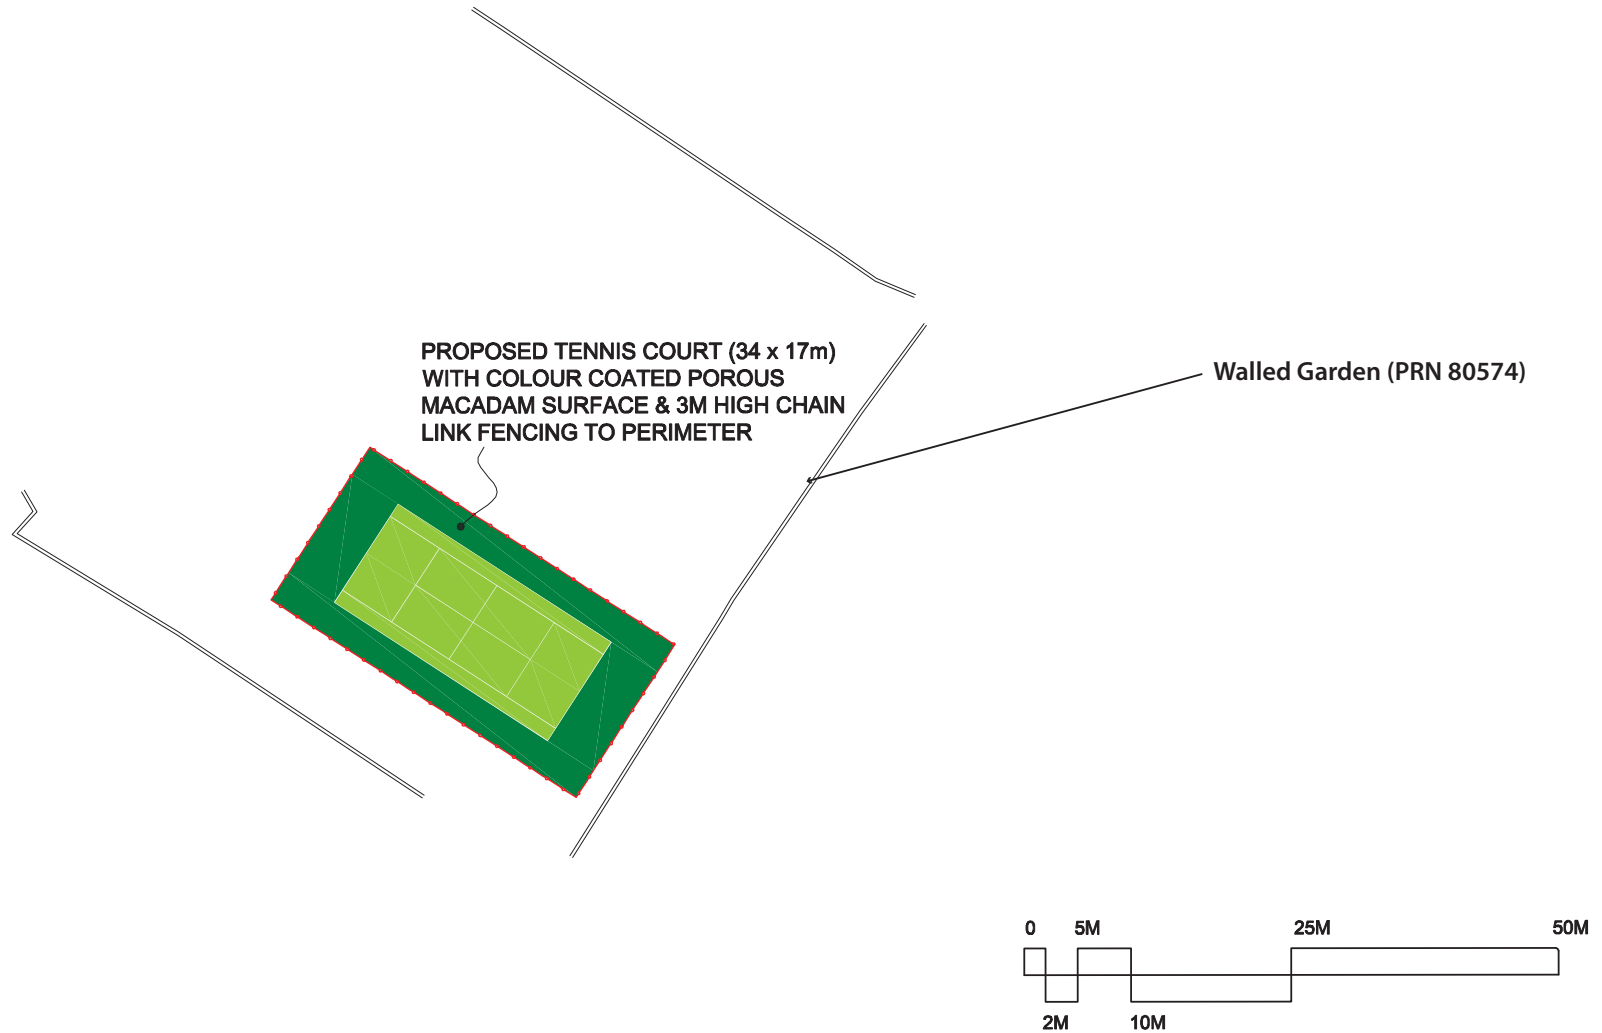 PROPOSED TENNIS COURT (34 x 17m)
WITH COLOUR COATED POROUS
MACADAM SURFACE & 3M HIGH CHAIN
LINK FENCING TO PERIMETER
Walled Garden (PRN 80574)
0 5M 25M 50M
2M 10M